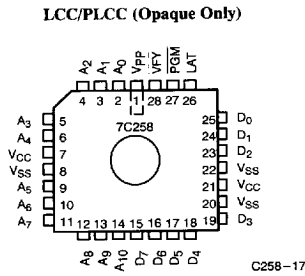 LCC/PLCC (Opaque Only)
A2 A1 A0 VPP VFY PGM LAT
4 3 2 1 28 27 26
7C258
A3 5
A4 6
VCC 7
VSS 8
A5 9
A6 10
A7 11
25 D0
24 D1
23 D2
22 VSS
21 VCC
20 VSS
19 D3
12 13 14 15 16 17 18
A8 A9 A10 D7 D6 D5 D4
C258–17